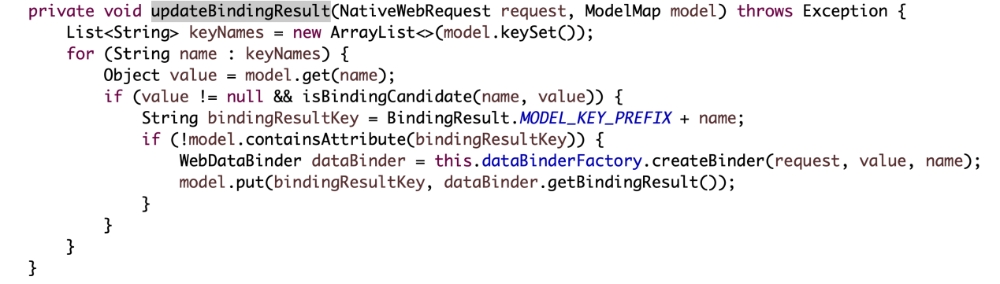 private void updateBindingResult(NativeWebRequest request, ModelMap model) throws Exception {
    List<String> keyNames = new ArrayList<>(model.keySet());
    for (String name : keyNames) {
        Object value = model.get(name);
        if (value != null && isBindingCandidate(name, value)) {
            String bindingResultKey = BindingResult.MODEL_KEY_PREFIX + name;
            if (!model.containsAttribute(bindingResultKey)) {
                WebDataBinder dataBinder = this.dataBinderFactory.createBinder(request, value, name);
                model.put(bindingResultKey, dataBinder.getBindingResult());
            }
        }
    }
}